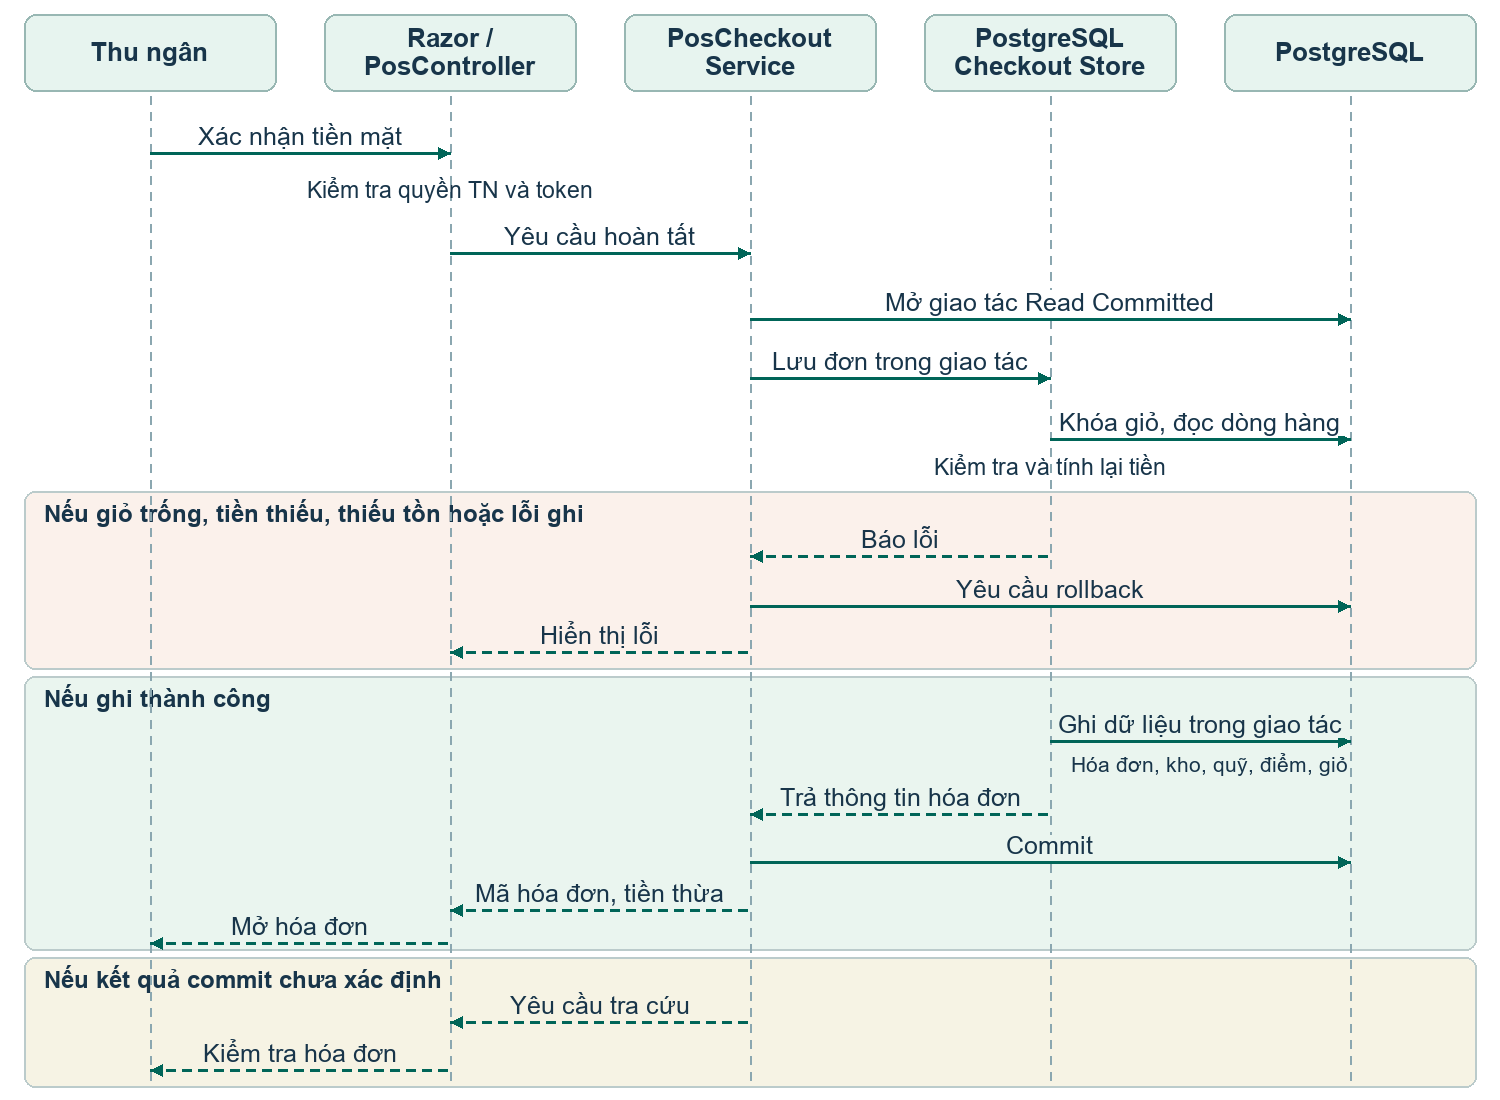 Thu ngân
Razor /
PosController
PosCheckout
Service
PostgreSQL
Checkout Store
PostgreSQL
Xác nhận tiền mặt
Kiểm tra quyền TN và token
Yêu cầu hoàn tất
Mở giao tác Read Committed
Lưu đơn trong giao tác
Khóa giỏ, đọc dòng hàng
Kiểm tra và tính lại tiền
Nếu giỏ trống, tiền thiếu, thiếu tồn hoặc lỗi ghi
Báo lỗi
Yêu cầu rollback
Hiển thị lỗi
Nếu ghi thành công
Ghi dữ liệu trong giao tác
Hóa đơn, kho, quỹ, điểm, giỏ
Trả thông tin hóa đơn
Commit
Mã hóa đơn, tiền thừa
Mở hóa đơn
Nếu kết quả commit chưa xác định
Yêu cầu tra cứu
Kiểm tra hóa đơn